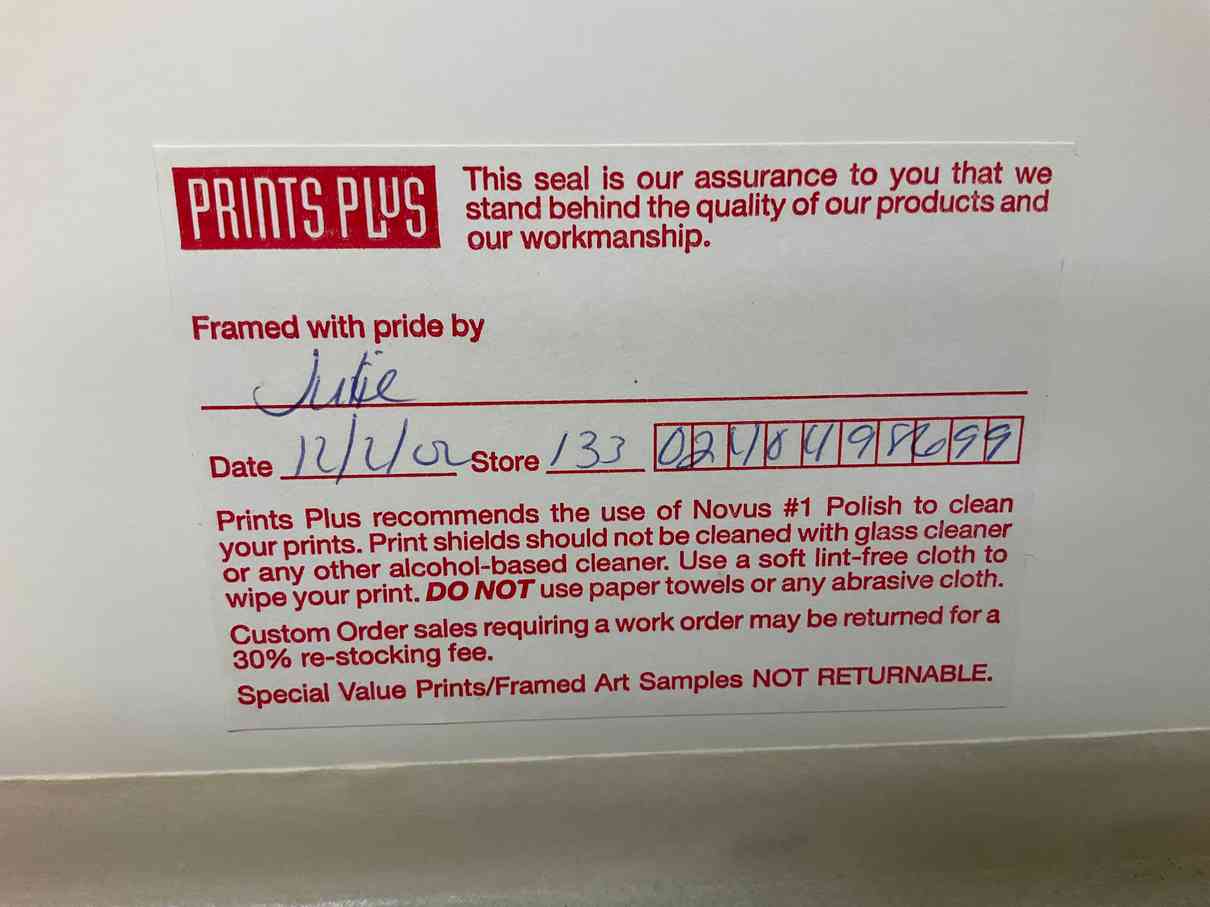 PRINTS PLUS
This seal is our assurance to you that we
stand behind the quality of our products and
our workmanship.
Framed with pride by
Julie
Date 12/2/02 Store 133 0248498699
Prints Plus recommends the use of Novus #1 Polish to clean
your prints. Print shields should not be cleaned with glass cleaner
or any other alcohol-based cleaner. Use a soft lint-free cloth to
wipe your print. DO NOT use paper towels or any abrasive cloth.
Custom Order sales requiring a work order may be returned for a
30% re-stocking fee.
Special Value Prints/Framed Art Samples NOT RETURNABLE.